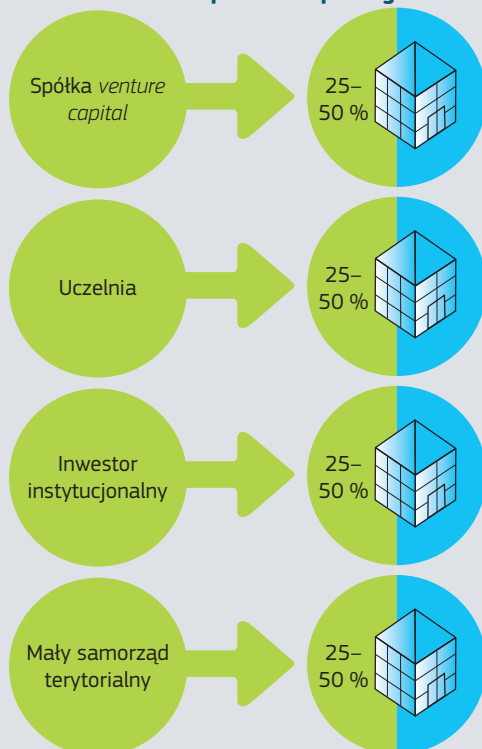 Spółka venture
capital
25–
50 %
Uczelnia
25–
50 %
Inwestor
instytucjonalny
25–
50 %
Mały samorząd
terytorialny
25–
50 %